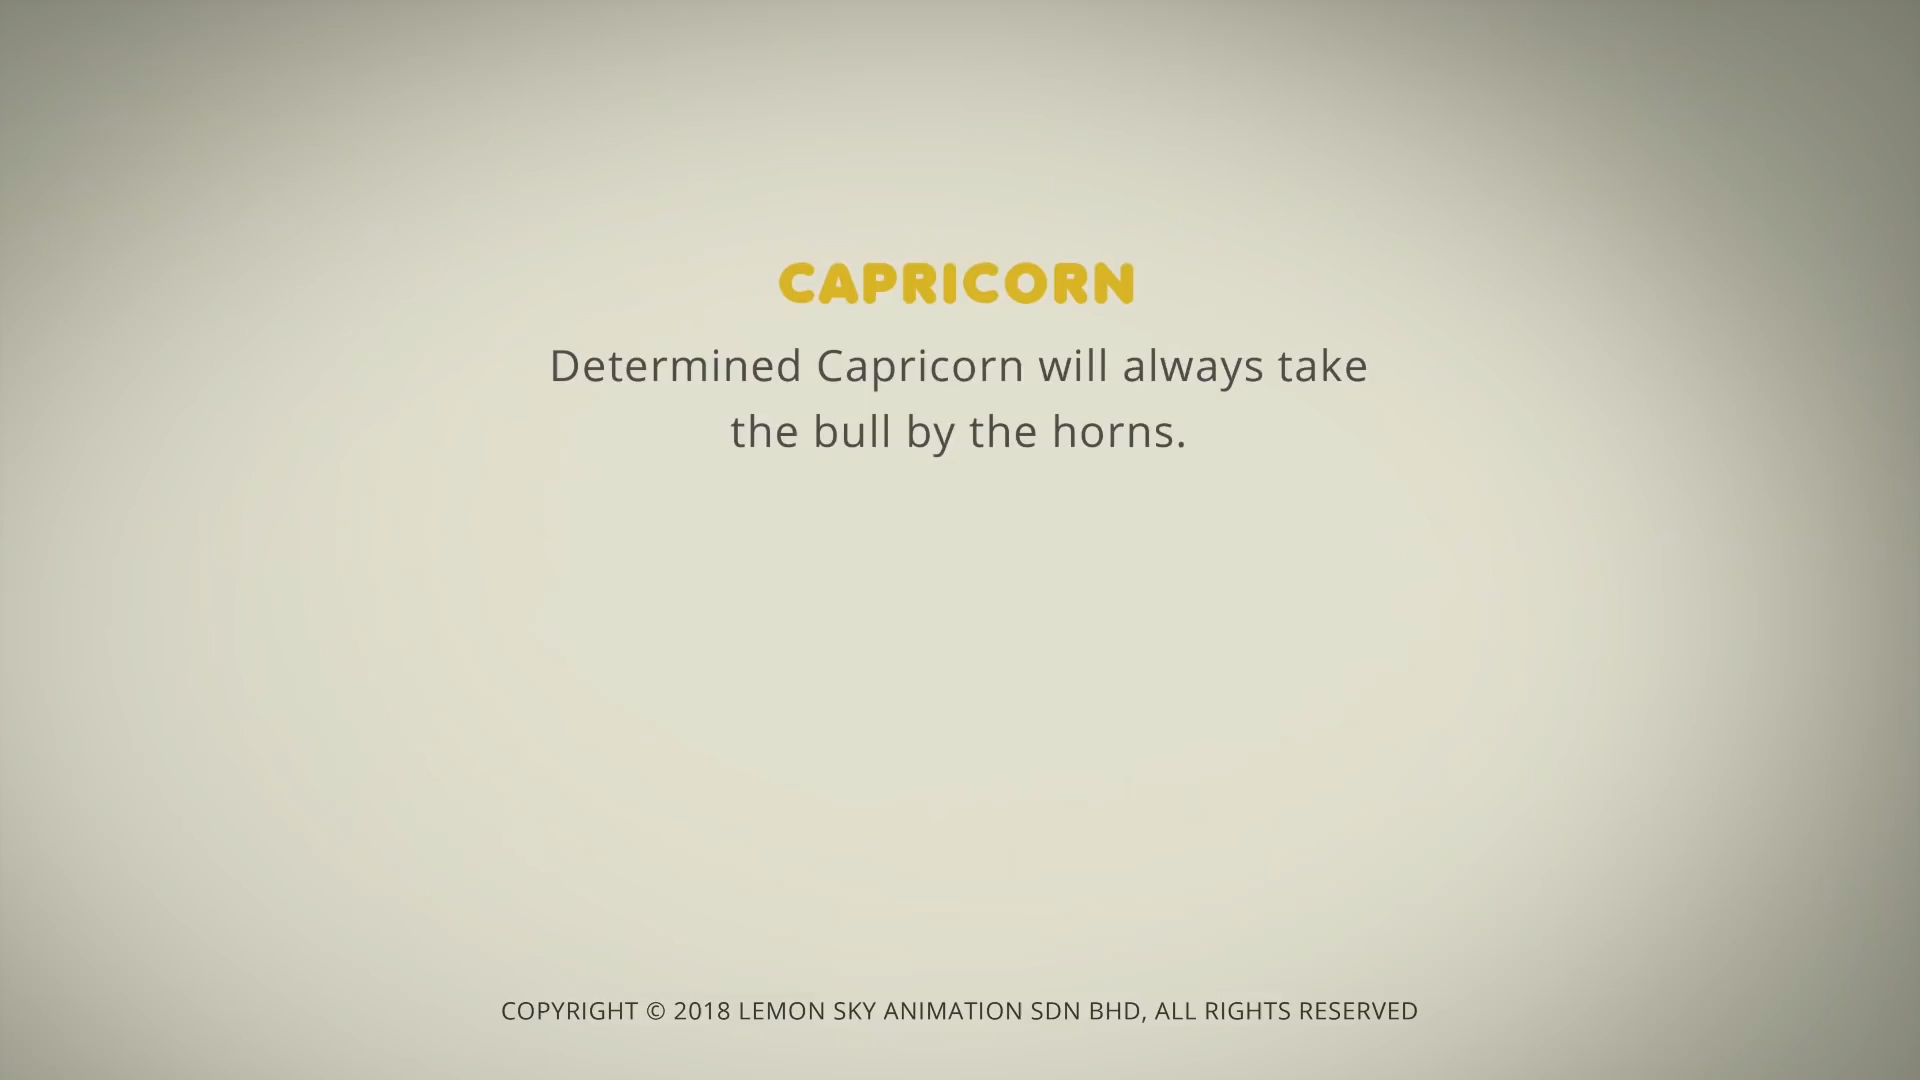 CAPRICORN
Determined Capricorn will always take
the bull by the horns.
COPYRIGHT © 2018 LEMON SKY ANIMATION SDN BHD, ALL RIGHTS RESERVED